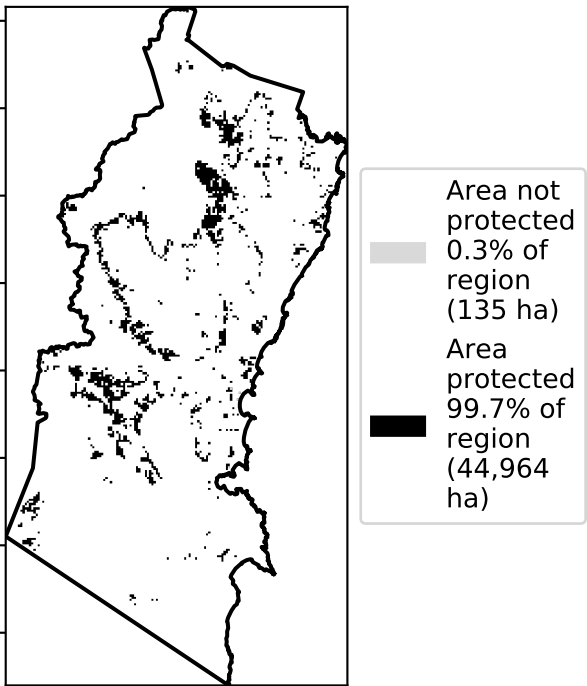 Area not
protected
0.3% of
region
(135 ha)
Area
protected
99.7% of
region
(44,964
ha)